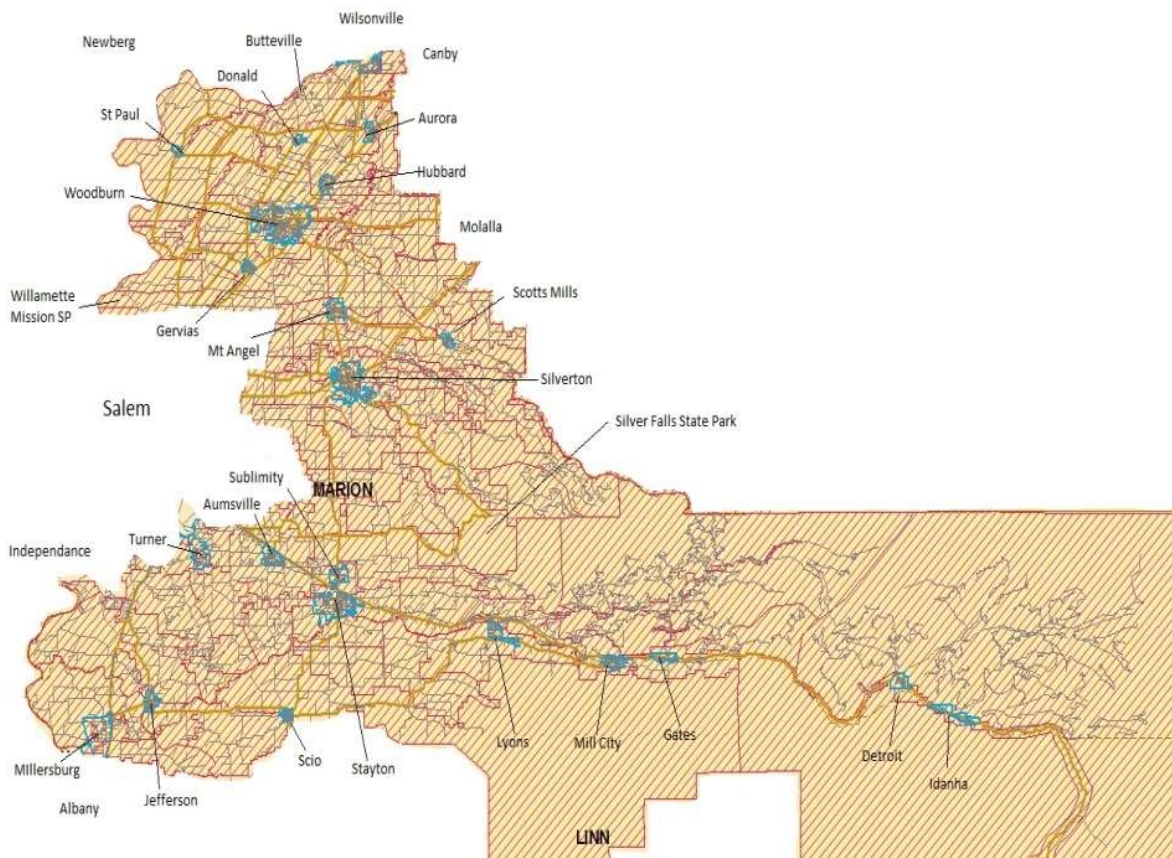 Wilsonville
Newberg
Butteville
Canby
Donald
St Paul
Aurora
Hubbard
Woodburn
Molalla
Willamette
Mission SP
Scotts Mills
Gervias
Mt Angel
Silverton
Salem
Silver Falls State Park
Sublimity
MARION
Aumsville
Independance
Turner
Lyons
Mill City
Gates
Detroit
Idanha
Scio
Stayton
MIllersburg
Jefferson
Albany
LINN